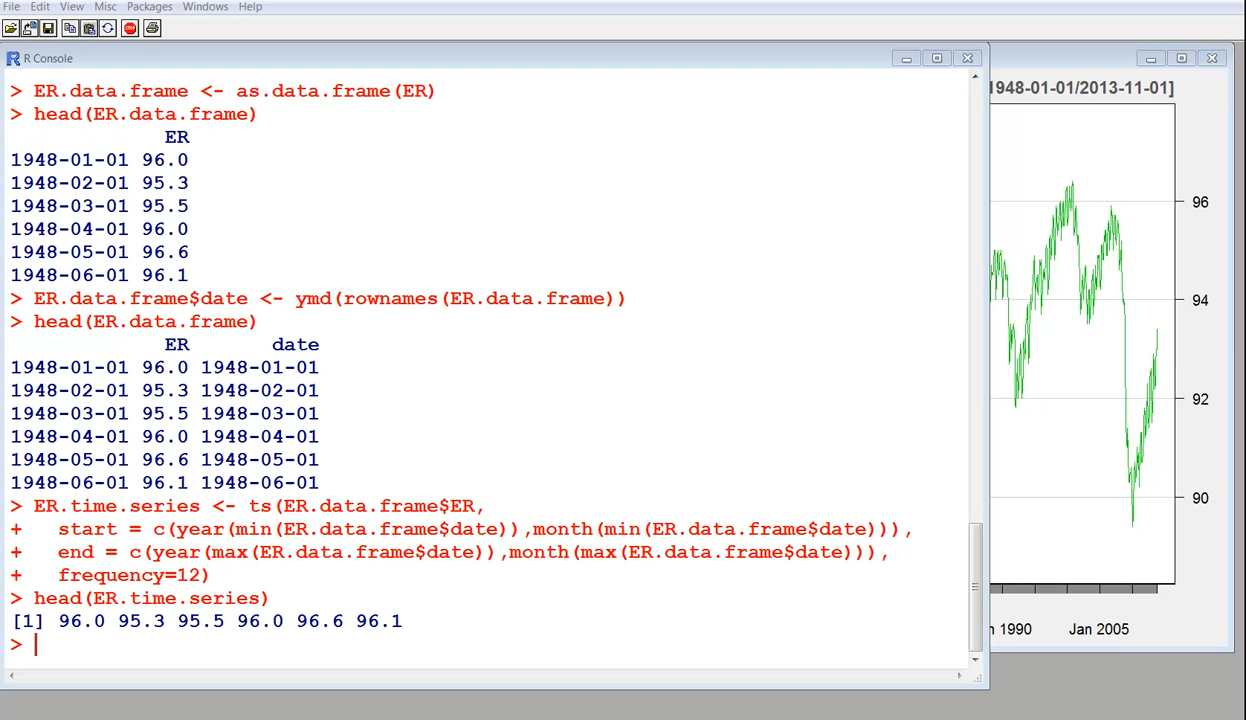 File Edit View Misc Packages Windows Help
R Console
> ER.data.frame <- as.data.frame(ER)
> head(ER.data.frame)
ER
1948-01-01 96.0
1948-02-01 95.3
1948-03-01 95.5
1948-04-01 96.0
1948-05-01 96.6
1948-06-01 96.1
> ER.data.frame$date <- ymd(rownames(ER.data.frame))
> head(ER.data.frame)
ER date
1948-01-01 96.0 1948-01-01
1948-02-01 95.3 1948-02-01
1948-03-01 95.5 1948-03-01
1948-04-01 96.0 1948-04-01
1948-05-01 96.6 1948-05-01
1948-06-01 96.1 1948-06-01
> ER.time.series <- ts(ER.data.frame$ER,
+ start = c(year(min(ER.data.frame$date)),month(min(ER.data.frame$date))),
+ end = c(year(max(ER.data.frame$date)),month(max(ER.data.frame$date))),
+ frequency=12)
> head(ER.time.series)
[1] 96.0 95.3 95.5 96.0 96.6 96.1
>
1948-01-01/2013-11-01]
96
94
92
90
n 1990 Jan 2005